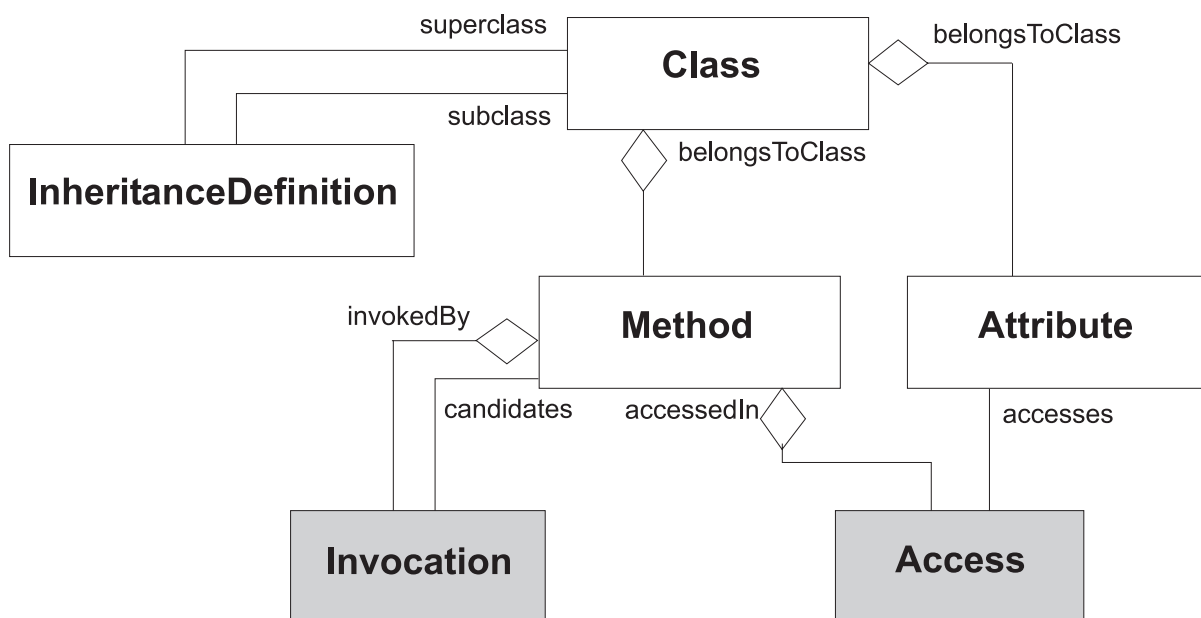 superclass
belongsToClass
Class
subclass
belongsToClass
InheritanceDefinition
invokedBy
Method
Attribute
candidates
accessedIn
accesses
Invocation
Access